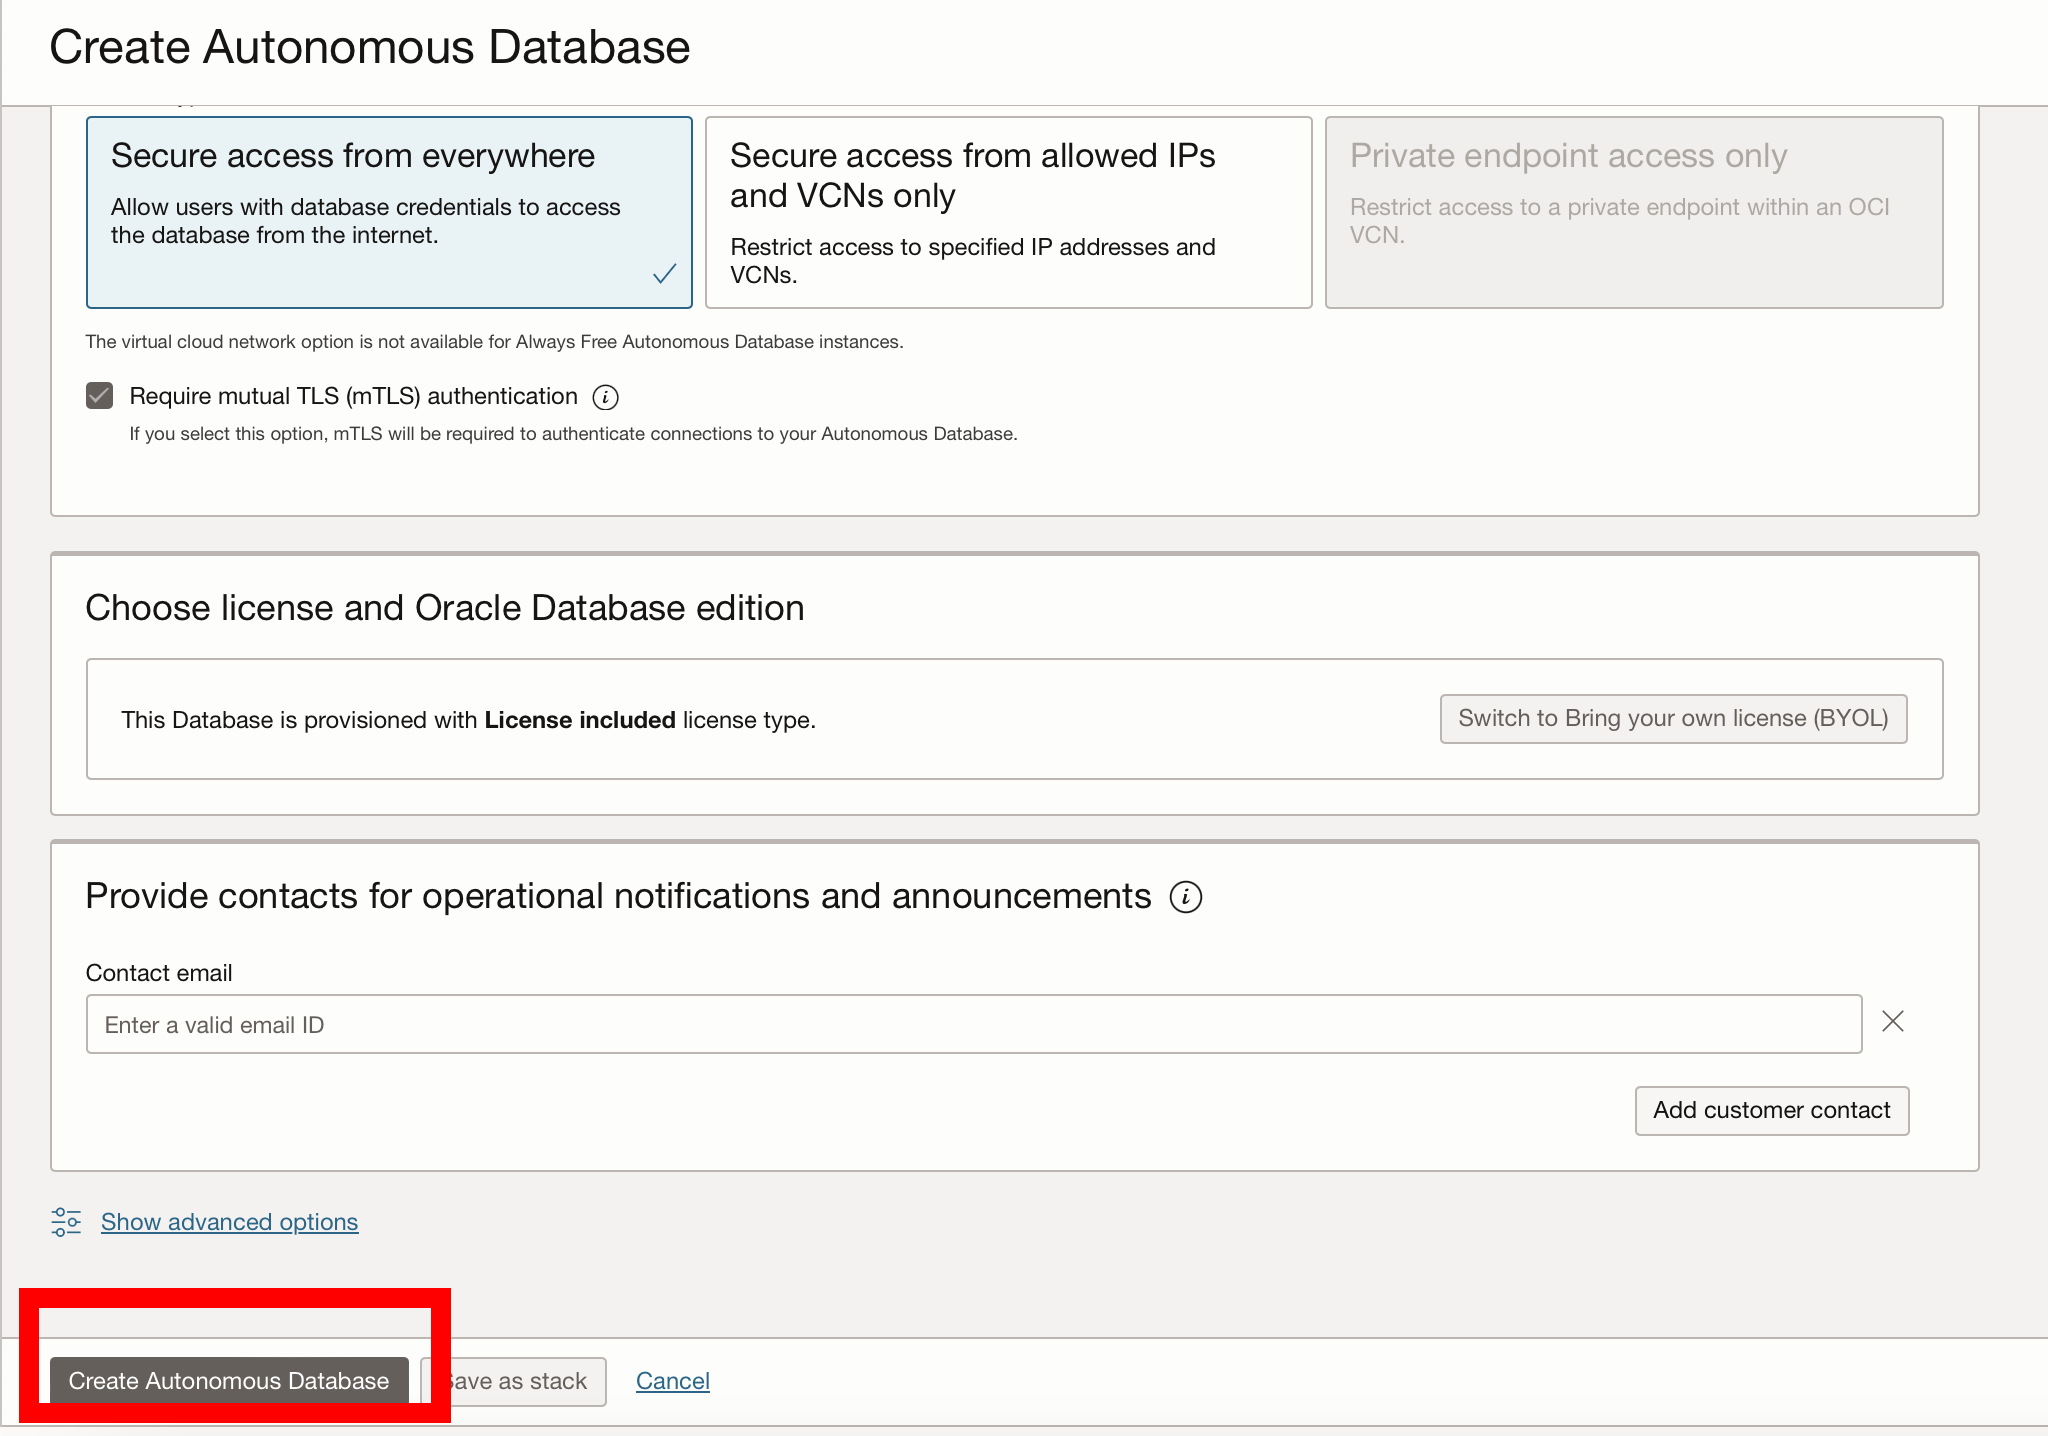 Create Autonomous Database
Secure access from everywhere
Allow users with database credentials to access
the database from the internet.
Secure access from allowed IPs
and VCNs only
Restrict access to specified IP addresses and
VCNs.
Private endpoint access only
Restrict access to a private endpoint within an OCI
VCN.
The virtual cloud network option is not available for Always Free Autonomous Database instances.
Require mutual TLS (mTLS) authentication
If you select this option, mTLS will be required to authenticate connections to your Autonomous Database.
Choose license and Oracle Database edition
This Database is provisioned with License included license type.
Switch to Bring your own license (BYOL)
Provide contacts for operational notifications and announcements
Contact email
Enter a valid email ID
Add customer contact
Show advanced options
Create Autonomous Database
ave as stack
Cancel